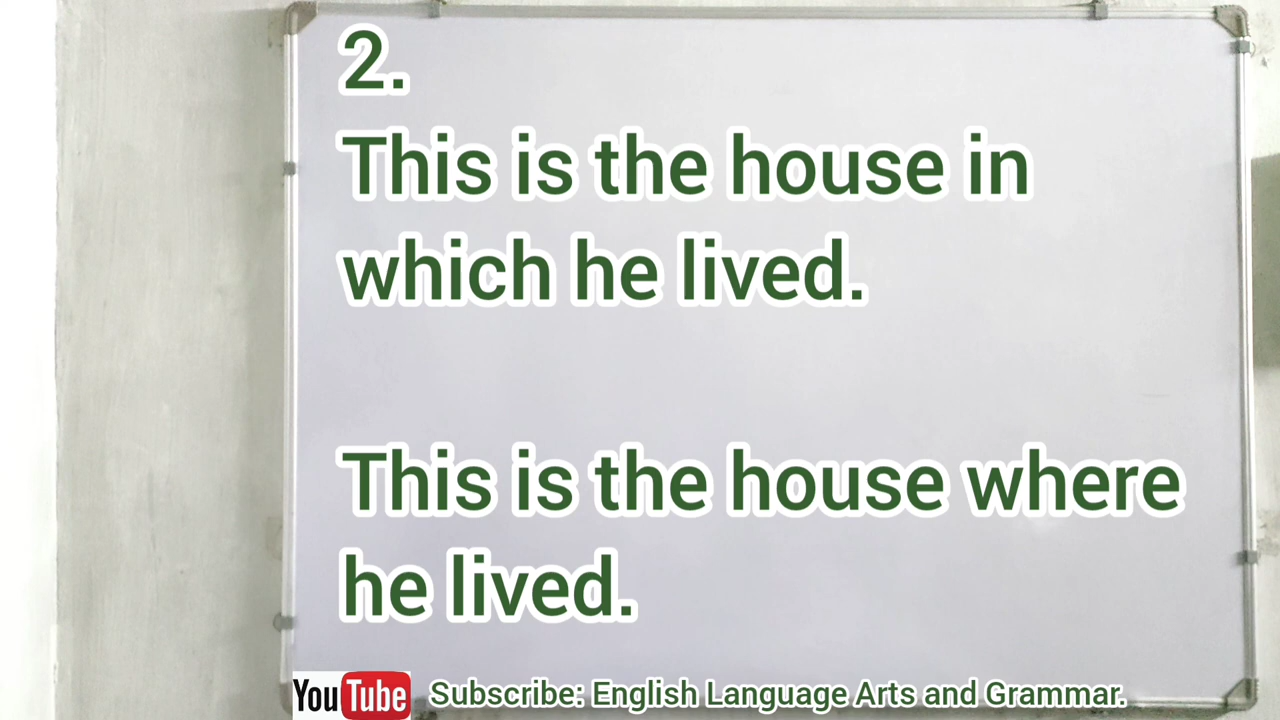 2.
This is the house in
which he lived.
This is the house where
he lived.
YouTube Subscribe: English Language Arts and Grammar.